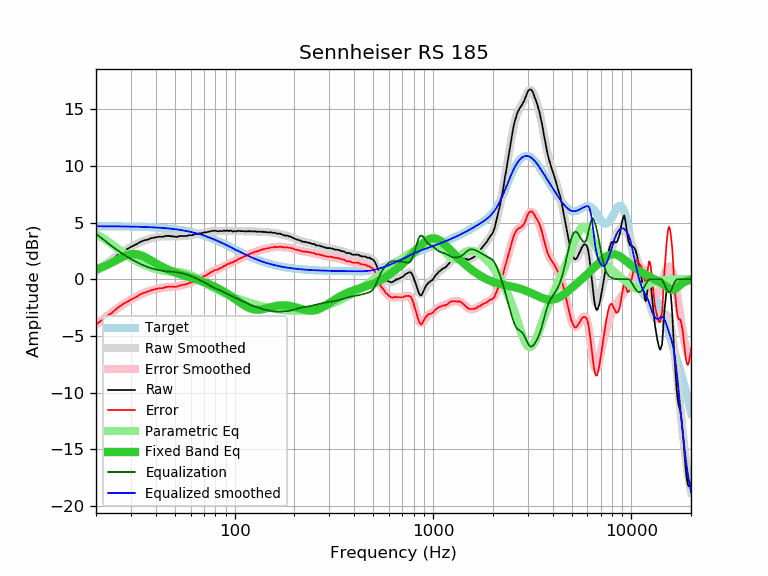 Sennheiser RS 185
Amplitude (dBr)
15
10
5
0
−5
−10
−15
−20
Target
Raw Smoothed
Error Smoothed
Raw
Error
Parametric Eq
Fixed Band Eq
Equalization
Equalized smoothed
100
1000
10000
Frequency (Hz)